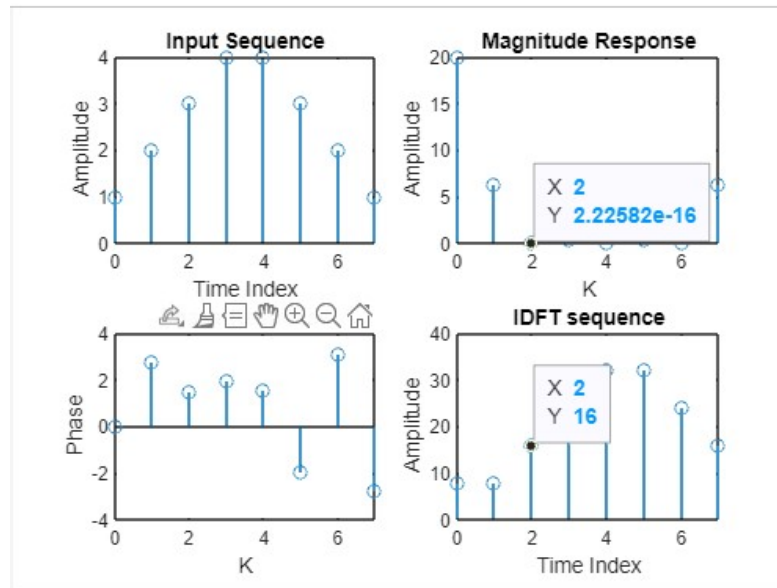 Input Sequence
4
3
2
1
0
Amplitude
0 2 4 6
Time Index
Magnitude Response
20
15
10
5
0
Amplitude
X 2
Y 2.22582e-16
0 2 4 6
K
4
2
0
-2
-4
Phase
0 2 4 6
K
IDFT sequence
40
30
20
10
0
Amplitude
X 2
Y 16
0 2 4 6
Time Index